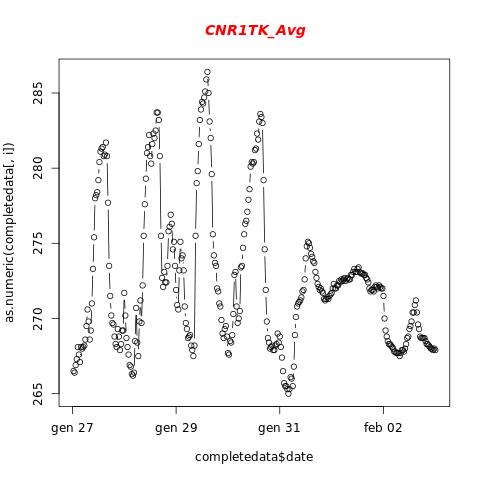 CNR1TK_Avg
as.numeric(completedata[, i])
285
280
275
270
265
gen 27
gen 29
gen 31
feb 02
completedata$date